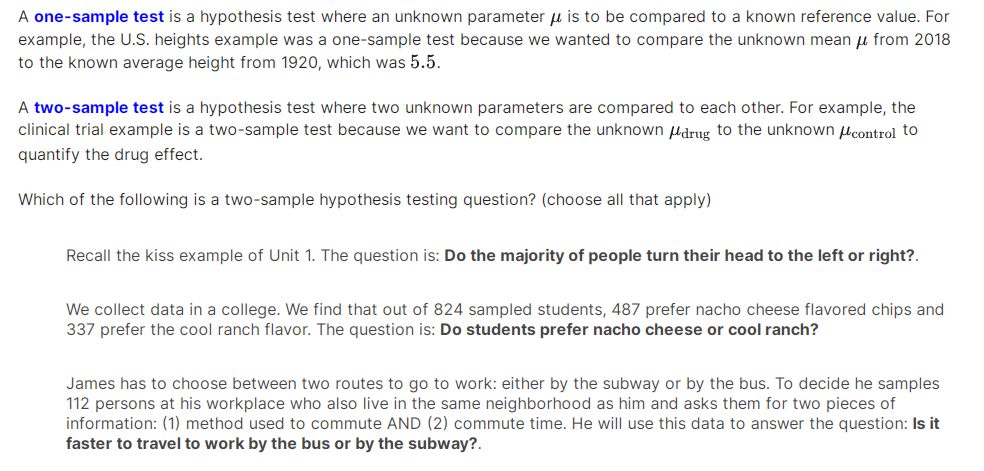 A one-sample test is a hypothesis test where an unknown parameter μ is to be compared to a known reference value. For
example, the U.S. heights example was a one-sample test because we wanted to compare the unknown mean μ from 2018
to the known average height from 1920, which was 5.5.
A two-sample test is a hypothesis test where two unknown parameters are compared to each other. For example, the
clinical trial example is a two-sample test because we want to compare the unknown μdrug to the unknown μcontrol to
quantify the drug effect.
Which of the following is a two-sample hypothesis testing question? (choose all that apply)
Recall the kiss example of Unit 1. The question is: Do the majority of people turn their head to the left or right?.
We collect data in a college. We find that out of 824 sampled students, 487 prefer nacho cheese flavored chips and
337 prefer the cool ranch flavor. The question is: Do students prefer nacho cheese or cool ranch?
James has to choose between two routes to go to work: either by the subway or by the bus. To decide he samples
112 persons at his workplace who also live in the same neighborhood as him and asks them for two pieces of
information: (1) method used to commute AND (2) commute time. He will use this data to answer the question: Is it
faster to travel to work by the bus or by the subway?.